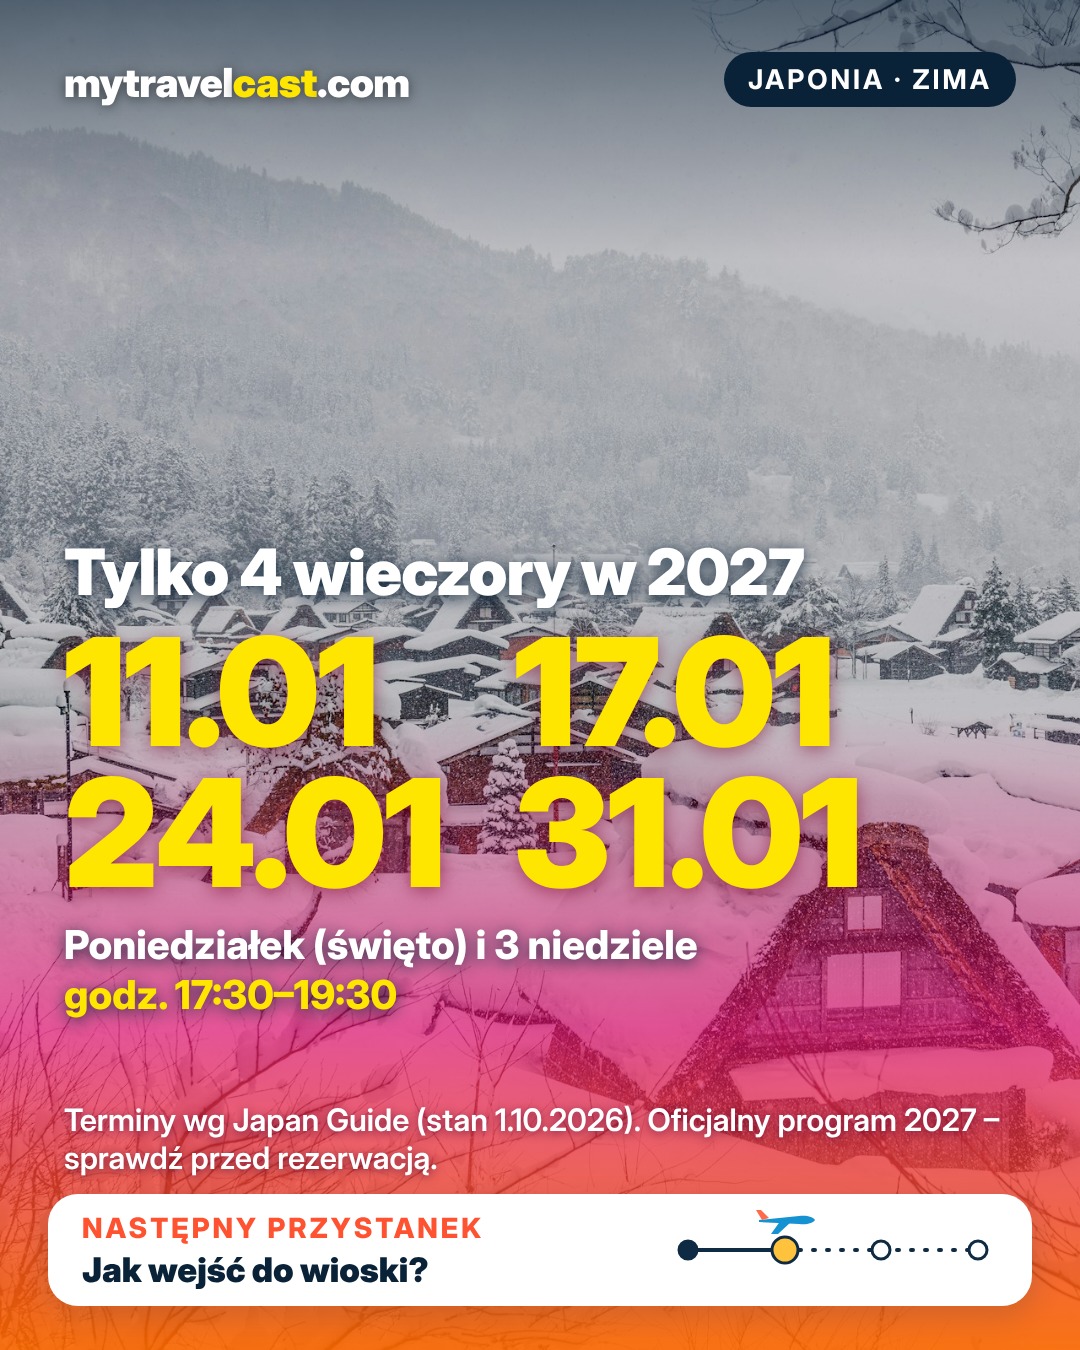 mytravelcast.com
JAPONIA · ZIMA
Tylko 4 wieczory w 2027
11.01 17.01
24.01 31.01
Poniedziałek (święto) i 3 niedziele
godz. 17:30–19:30
Terminy wg Japan Guide (stan 1.10.2026). Oficjalny program 2027 –
sprawdź przed rezerwacją.
NASTĘPNY PRZYSTANEK
Jak wejść do wioski?